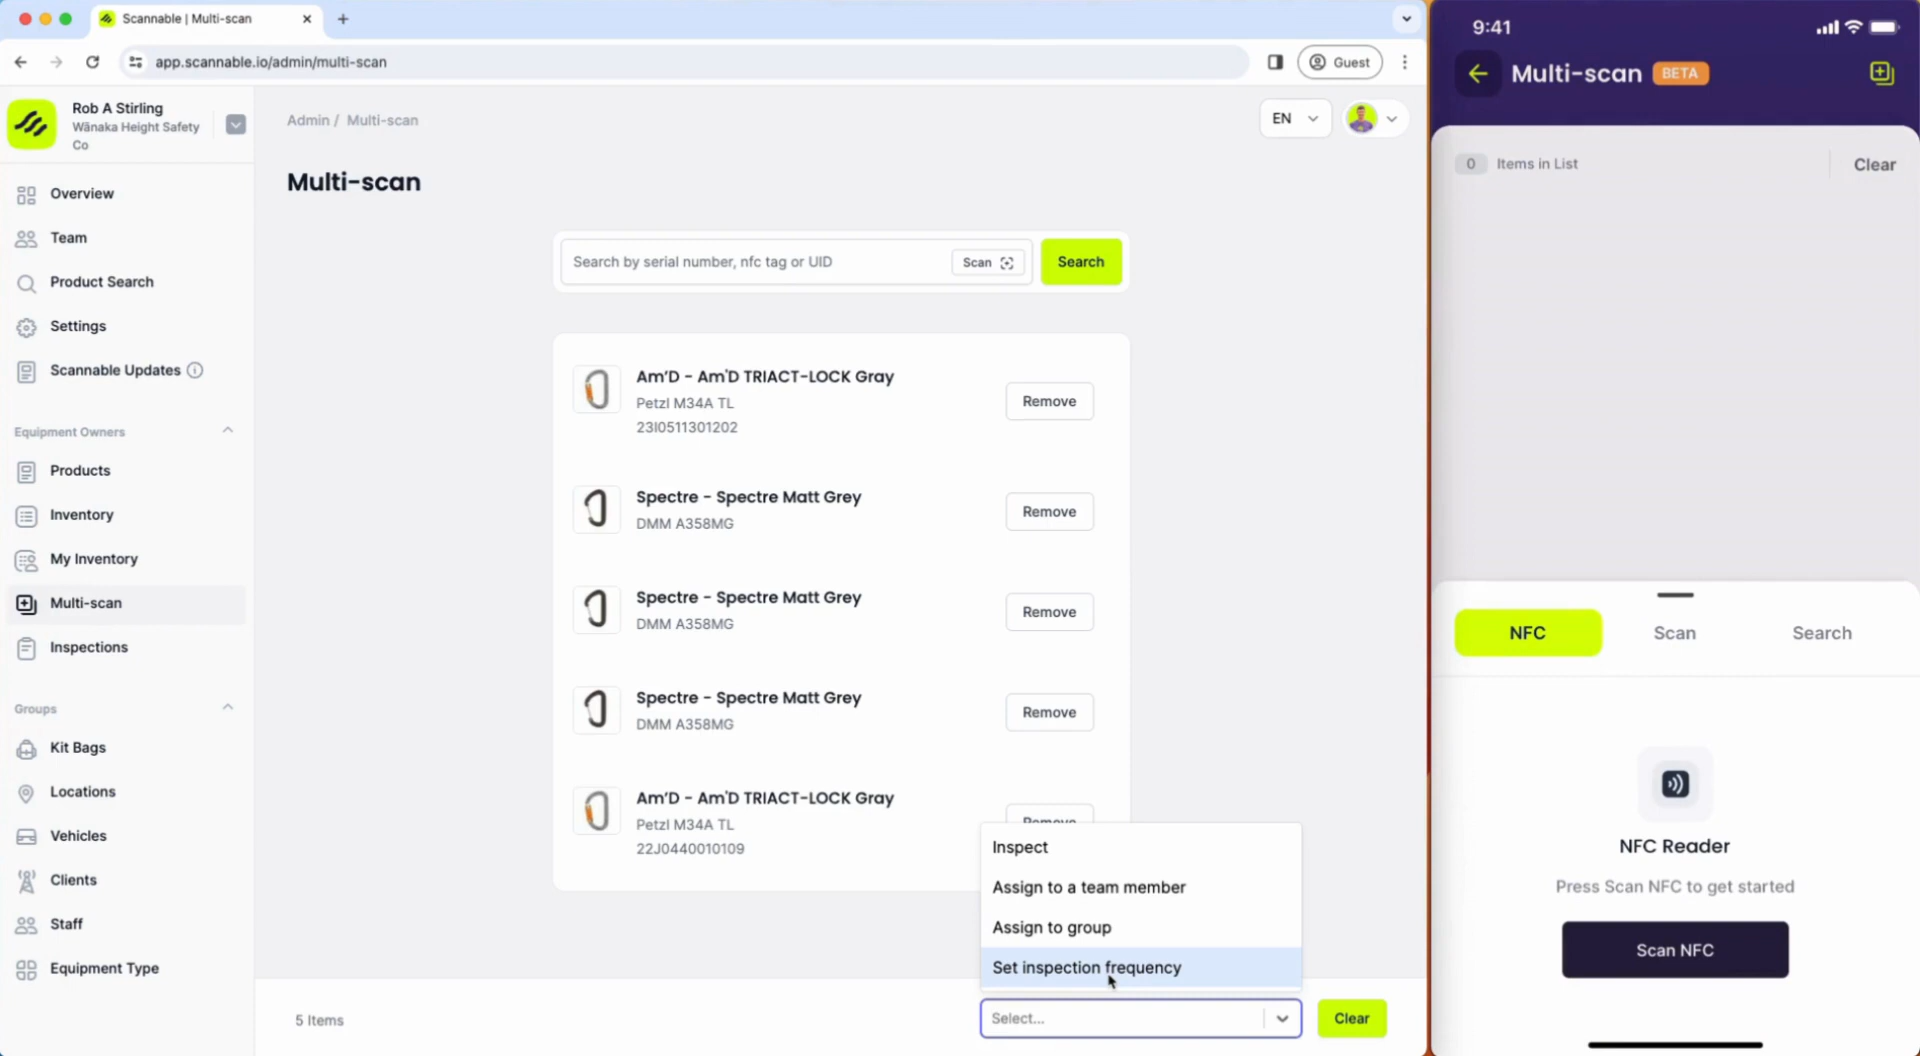 Scannable | Multi-scan
app.scannable.io/admin/multi-scan
Guest
Rob A Stirling
Wānaka Height Safety
Co
Overview
Team
Product Search
Settings
Scannable Updates
Equipment Owners
Products
Inventory
My Inventory
Multi-scan
Inspections
Groups
Kit Bags
Locations
Vehicles
Clients
Staff
Equipment Type
Admin / Multi-scan
EN
Multi-scan
Search by serial number, nfc tag or UID
Scan
Search
Am'D - Am'D TRIACT-LOCK Gray
Petzl M34A TL
23I0511301202
Remove
Spectre - Spectre Matt Grey
DMM A358MG
Remove
Spectre - Spectre Matt Grey
DMM A358MG
Remove
Spectre - Spectre Matt Grey
DMM A358MG
Remove
Am'D - Am'D TRIACT-LOCK Gray
Petzl M34A TL
22J0440010109
Remove
Inspect
Assign to a team member
Assign to group
Set inspection frequency
5 Items
Select...
Clear
9:41
Multi-scan BETA
0 Items in List
Clear
NFC
Scan
Search
NFC Reader
Press Scan NFC to get started
Scan NFC